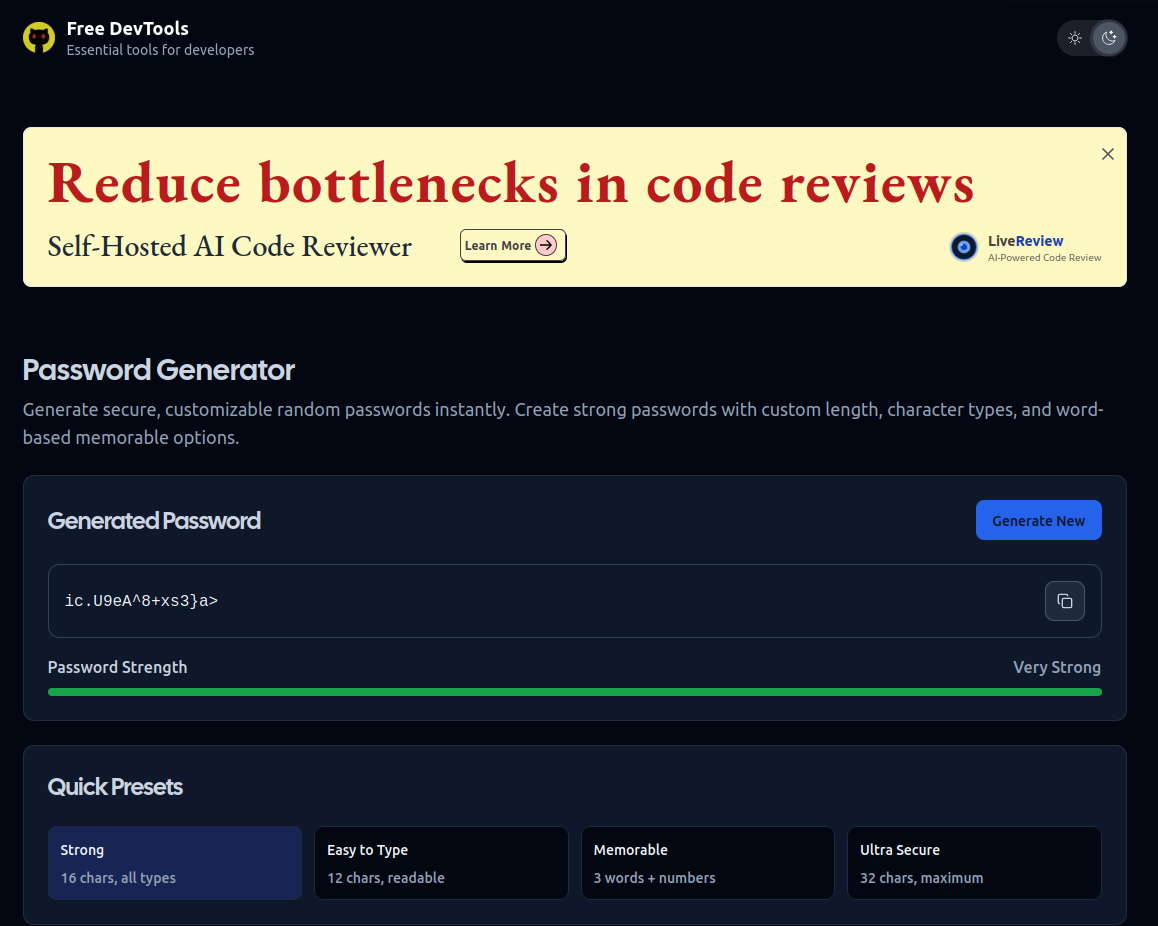 Free DevTools
Essential tools for developers
Reduce bottlenecks in code reviews
Self-Hosted AI Code Reviewer
Learn More
LiveReview
AI-Powered Code Review
Password Generator
Generate secure, customizable random passwords instantly. Create strong passwords with custom length, character types, and word-
based memorable options.
Generated Password
Generate New
ic.U9eA^8+xs3}a>
Password Strength
Very Strong
Quick Presets
Strong
16 chars, all types
Easy to Type
12 chars, readable
Memorable
3 words + numbers
Ultra Secure
32 chars, maximum